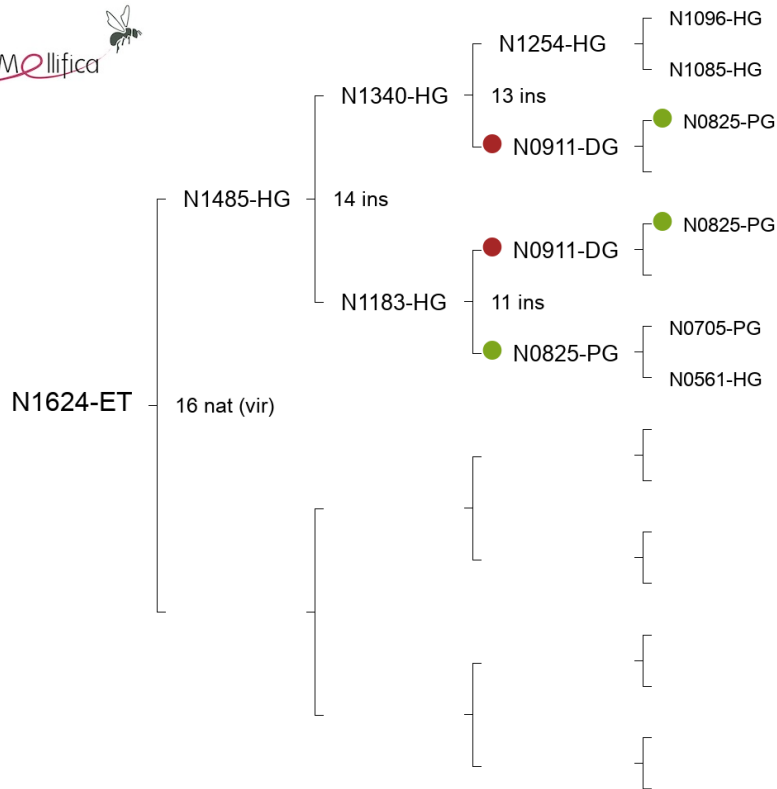 Mellifica
N1096-HG
N1254-HG
N1085-HG
N1340-HG
13 ins
N0825-PG
N0911-DG
N1485-HG
14 ins
N0825-PG
N0911-DG
N1183-HG
11 ins
N0705-PG
N0825-PG
N0561-HG
N1624-ET
16 nat (vir)